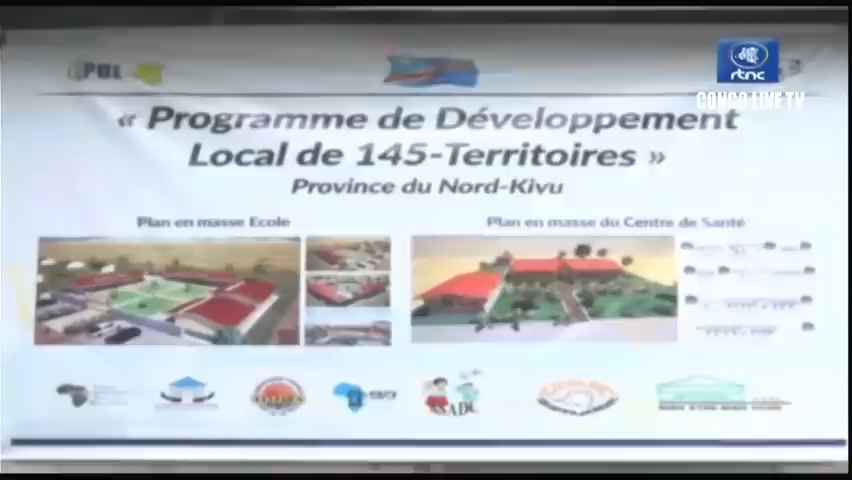 PDL
rtnc
CONGO LIVE TV
« Programme de Développement
Local de 145-Territoires »
Province du Nord-Kivu
Plan en masse Ecole
Plan en masse du Centre de Santé